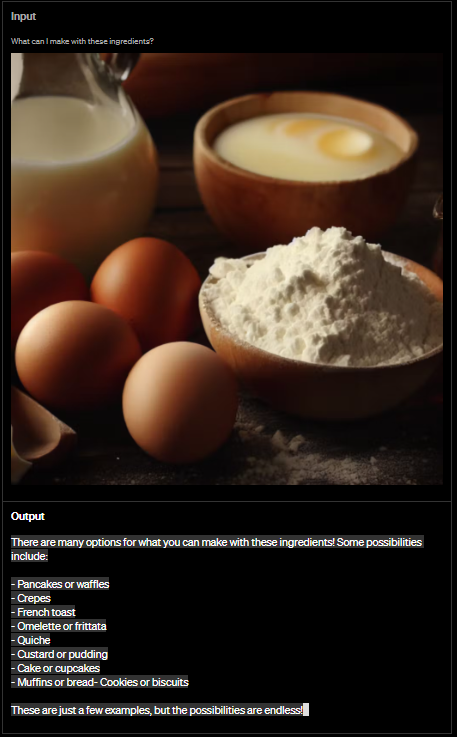 Input
What can I make with these ingredients?
Output
There are many options for what you can make with these ingredients! Some possibilities
include:
- Pancakes or waffles
- Crepes
- French toast
- Omelette or frittata
- Quiche
- Custard or pudding
- Cake or cupcakes
- Muffins or bread- Cookies or biscuits
These are just a few examples, but the possibilities are endless!